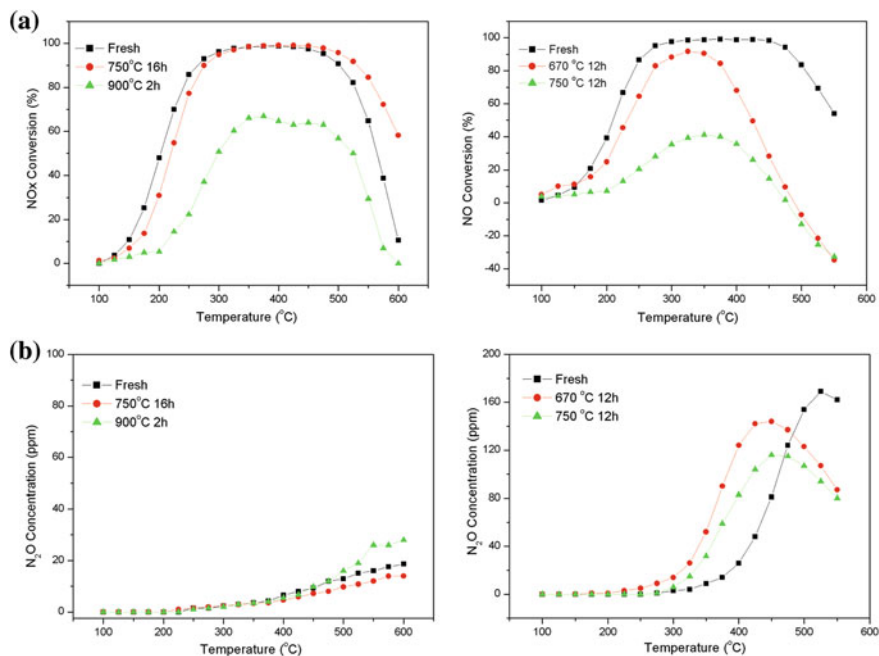 (a)
100
80
60
40
20
0
NOx Conversion (%)
Fresh
750°C 16h
900°C 2h
100 200 300 400 500 600
Temperature (°C)
100
80
60
40
20
0
-20
-40
NO Conversion (%)
Fresh
670 °C 12h
750 °C 12h
100 200 300 400 500 600
Temperature (°C)
(b)
100
80
60
40
20
0
N₂O Concentration (ppm)
Fresh
750°C 16h
900°C 2h
100 200 300 400 500 600
Temperature (°C)
200
160
120
80
40
0
N₂O Concentration (ppm)
Fresh
670 °C 12h
750 °C 12h
100 200 300 400 500 600
Temperature (°C)